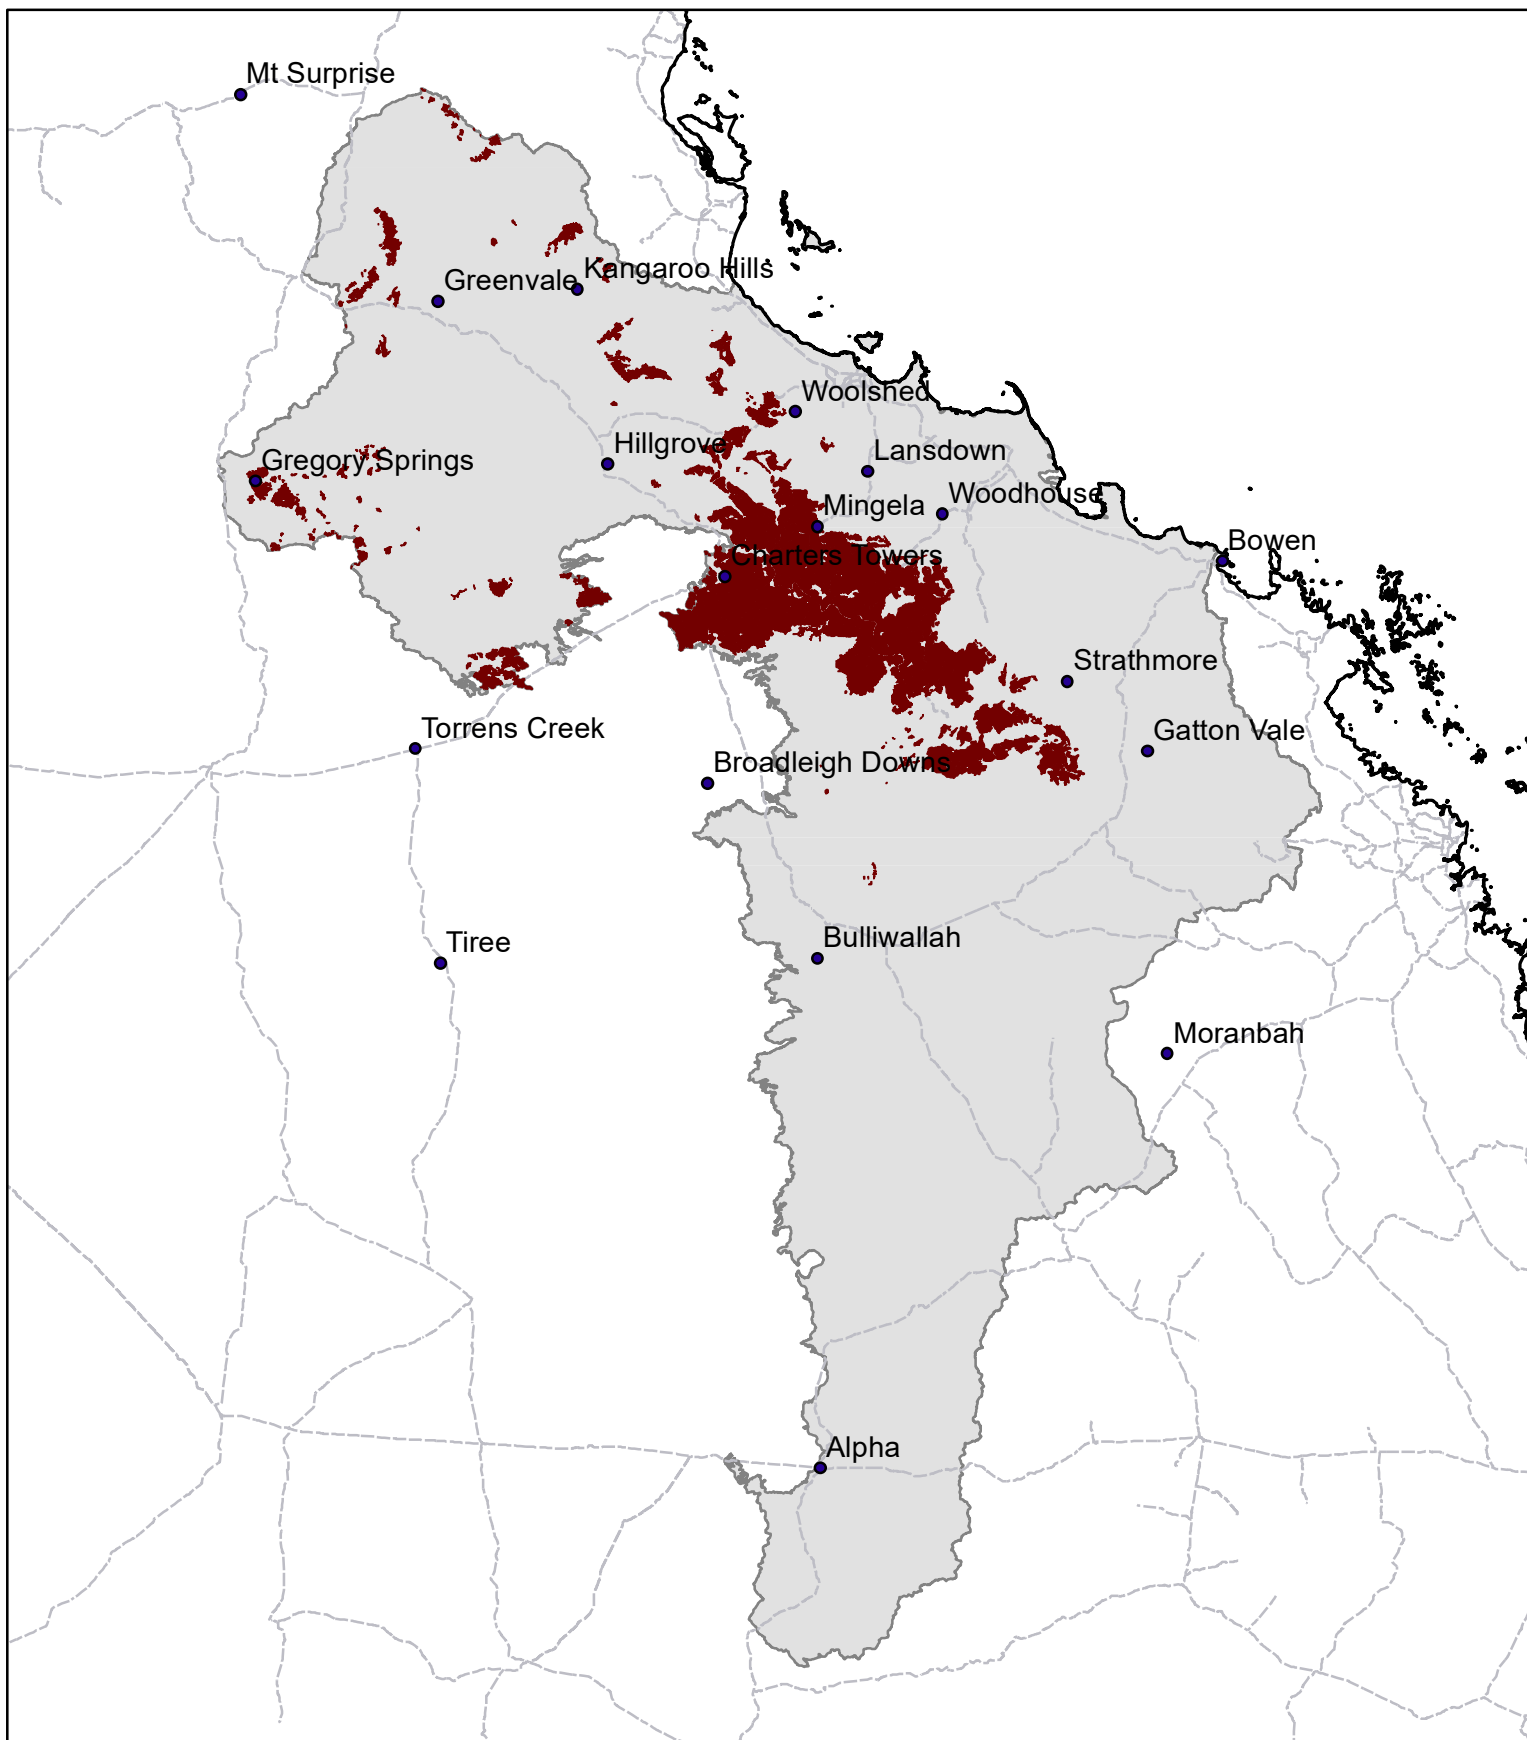 Mt Surprise
Kangaroo Hills
Greenvale
Woolshed
Hillgrove
Lansdown
Gregory Springs
Woodhouse
Mingela
Bowen
Charters Towers
Strathmore
Torrens Creek
Gatton Vale
Broadleigh Downs
Tiree
Bulliwallah
Moranbah
Alpha